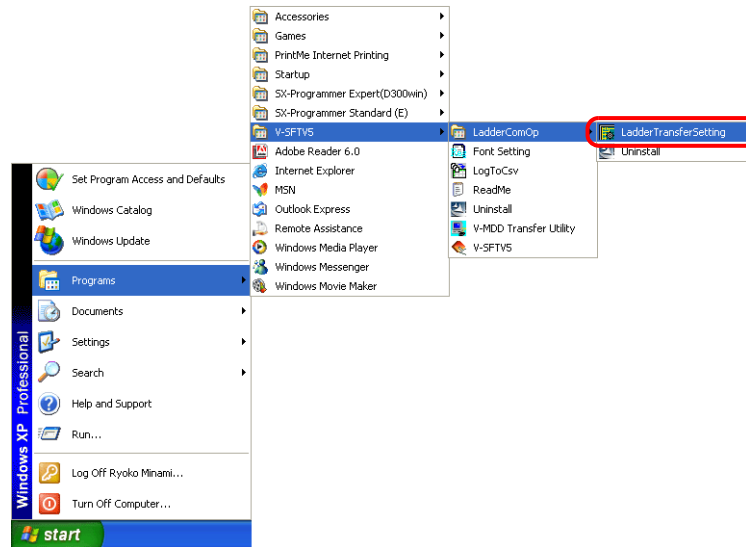 Accessories
Games
PrintMe Internet Printing
Startup
SX-Programmer Expert(D300win)
SX-Programmer Standard (E)
V-SFTV5
Adobe Reader 6.0
Internet Explorer
MSN
Outlook Express
Remote Assistance
Windows Media Player
Windows Messenger
Windows Movie Maker
LadderComOp
Font Setting
LogToCsv
ReadMe
Uninstall
V-MDD Transfer Utility
V-SFTV5
LadderTransferSetting
Uninstall
Set Program Access and Defaults
Windows Catalog
Windows Update
Programs
Documents
Settings
Search
Help and Support
Run...
Log Off Ryoko Minami...
Turn Off Computer...
Windows XP Professional
start